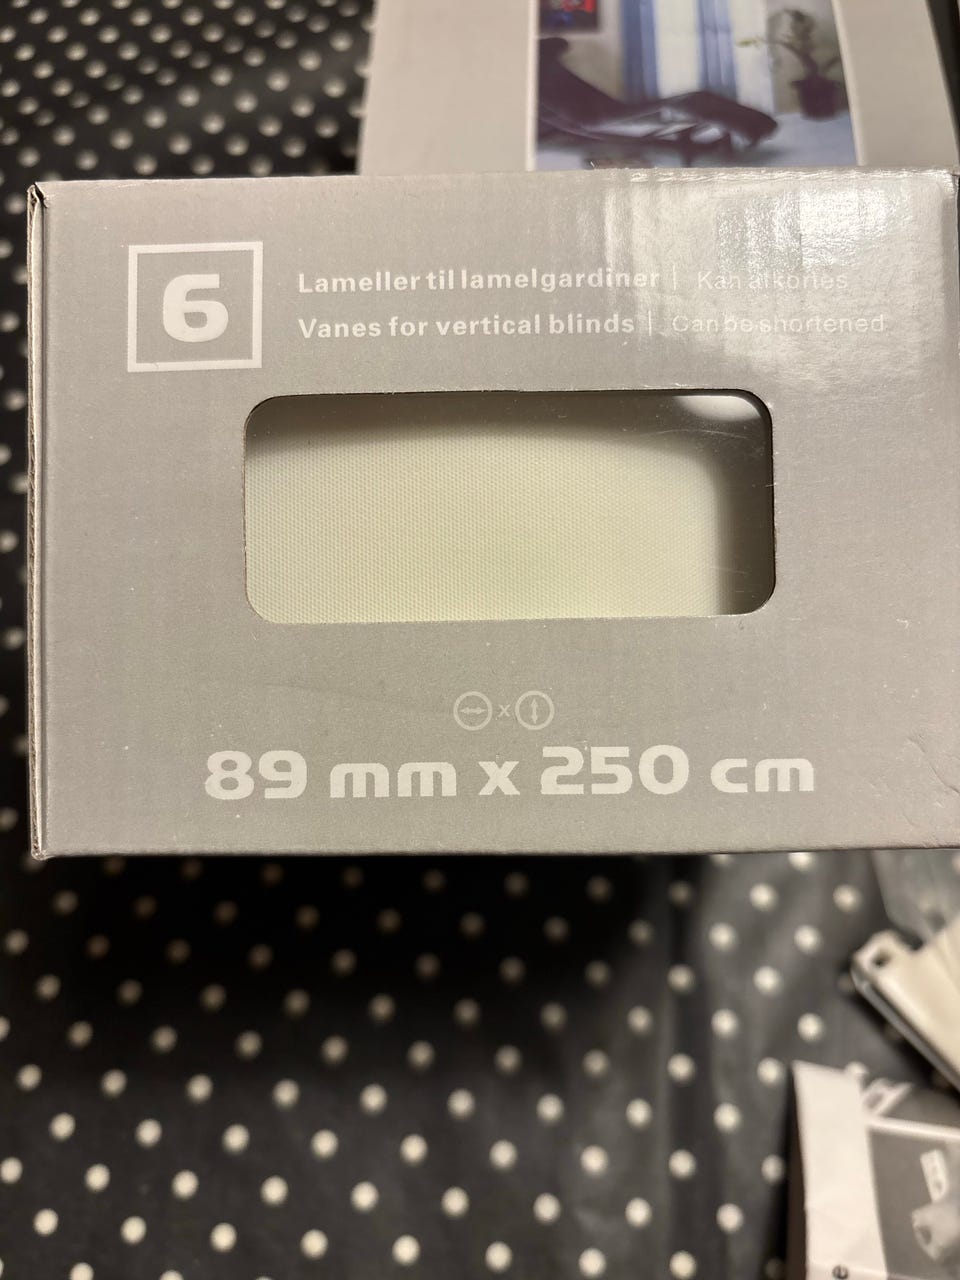 6
Lameller til lamelgardiner | Kan afkortes
Vanes for vertical blinds | Can be shortened
x
89 mm x 250 cm
e